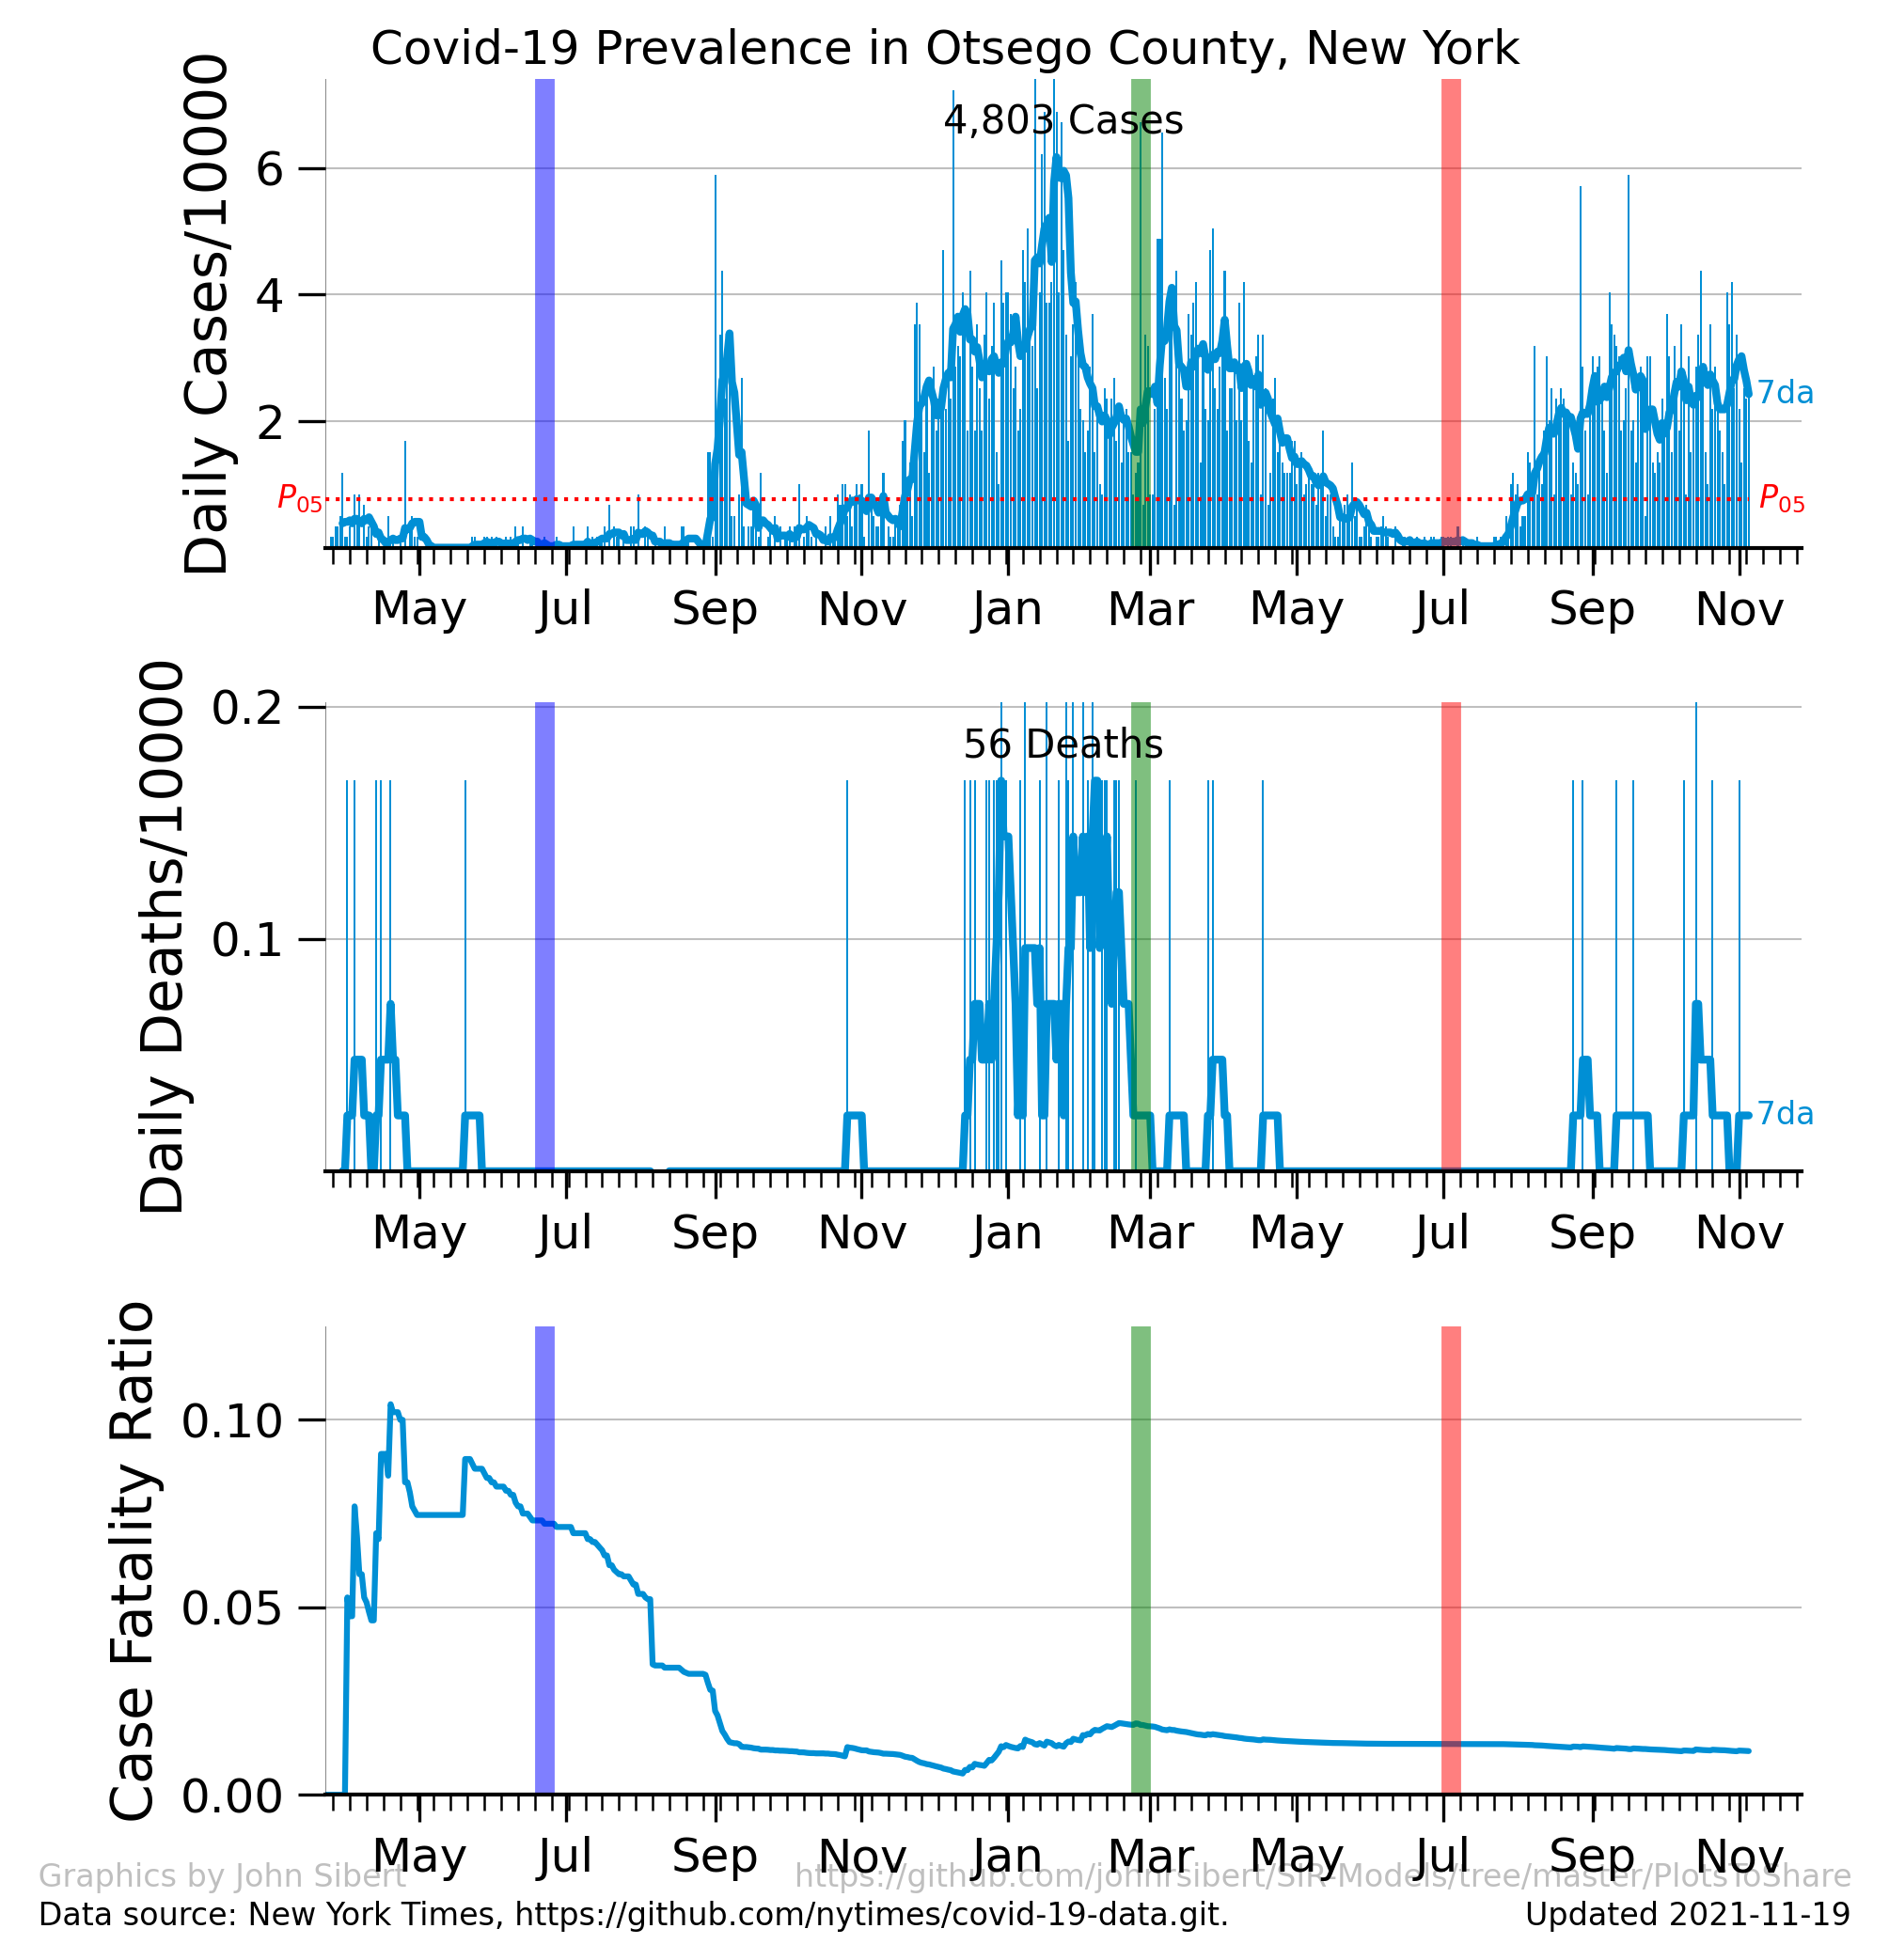 Covid-19 Prevalence in Otsego County, New York
Daily Cases/10000
4,803 Cases
6
4
2
7da
P05
P05
May Jul Sep Nov Jan Mar May Jul Sep Nov
Daily Deaths/10000
0.2
56 Deaths
0.1
7da
May Jul Sep Nov Jan Mar May Jul Sep Nov
Case Fatality Ratio
0.10
0.05
0.00
May Jul Sep Nov Jan Mar May Jul Sep Nov
Graphics by John Sibert https://github.com/johnrsibert/SIR-Models/tree/master/PlotsToShare
Data source: New York Times, https://github.com/nytimes/covid-19-data.git. Updated 2021-11-19